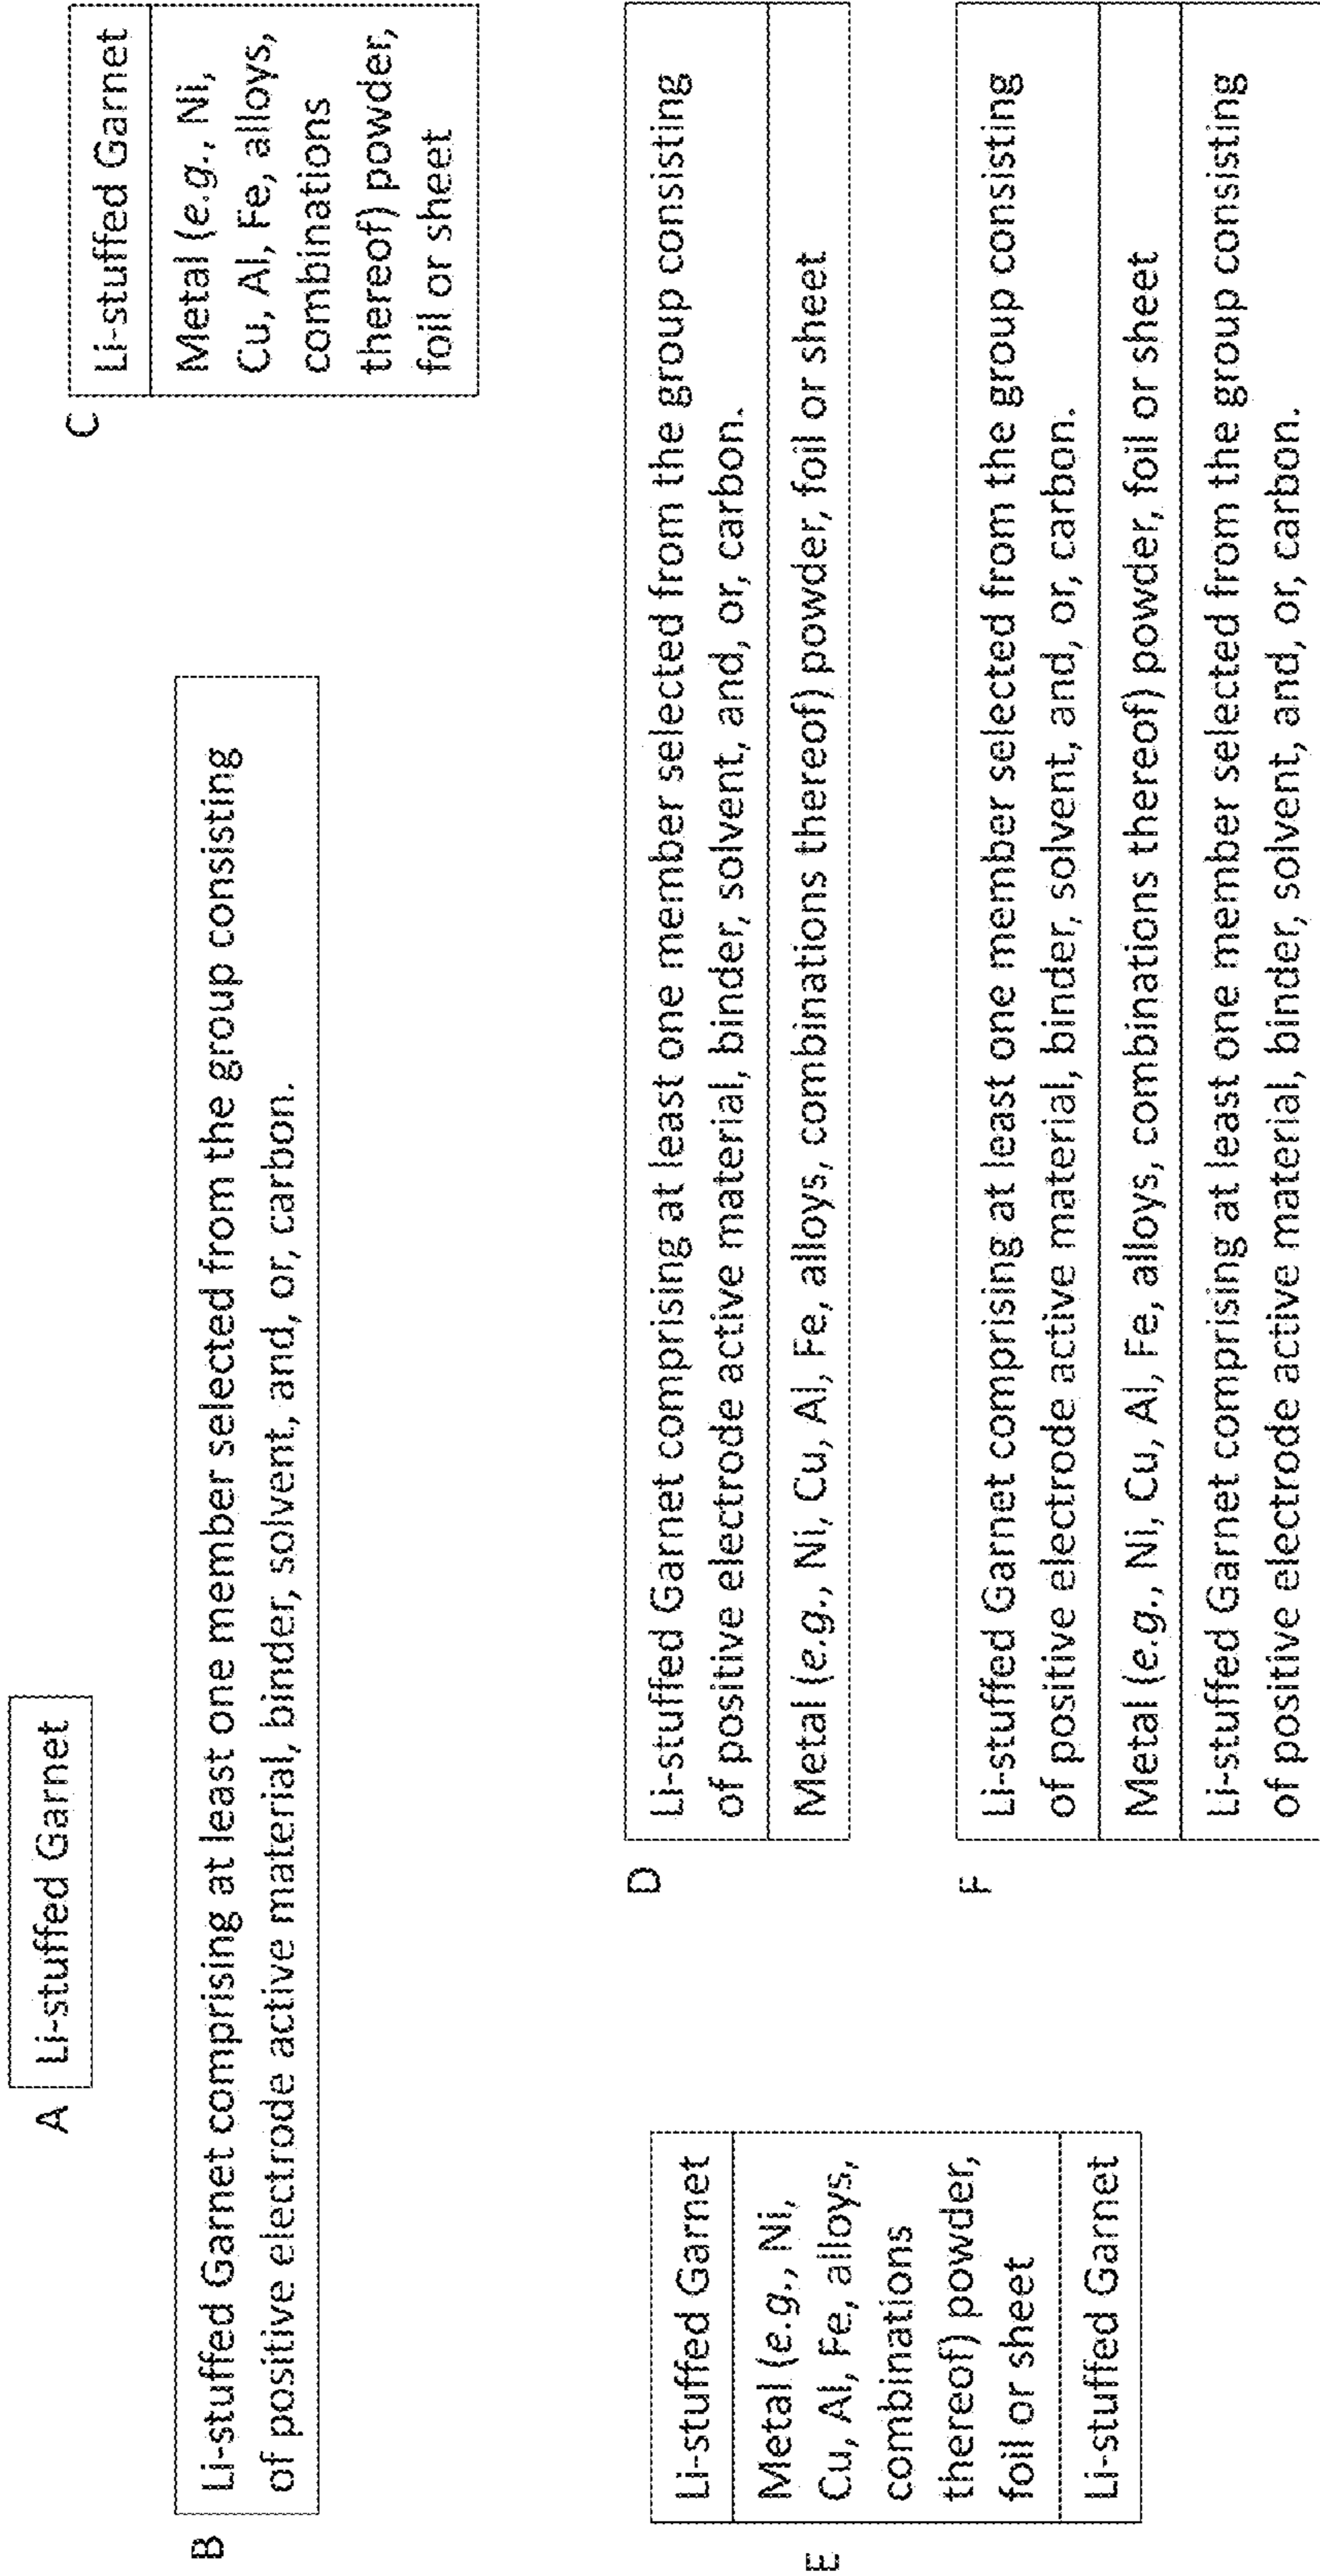 A
Li-stuffed Garnet
B
Li-stuffed Garnet comprising at least one member selected from the group consisting
of positive electrode active material, binder, solvent, and, or, carbon.
C
Li-stuffed Garnet
Metal (e.g., Ni,
Cu, Al, Fe, alloys,
combinations
thereof) powder,
foil or sheet
D
Li-stuffed Garnet comprising at least one member selected from the group consisting
of positive electrode active material, binder, solvent, and, or, carbon.
Metal (e.g., Ni, Cu, Al, Fe, alloys, combinations thereof) powder, foil or sheet
E
Li-stuffed Garnet
Metal (e.g., Ni,
Cu, Al, Fe, alloys,
combinations
thereof) powder,
foil or sheet
Li-stuffed Garnet
F
Li-stuffed Garnet comprising at least one member selected from the group consisting
of positive electrode active material, binder, solvent, and, or, carbon.
Metal (e.g., Ni, Cu, Al, Fe, alloys, combinations thereof) powder, foil or sheet
Li-stuffed Garnet comprising at least one member selected from the group consisting
of positive electrode active material, binder, solvent, and, or, carbon.